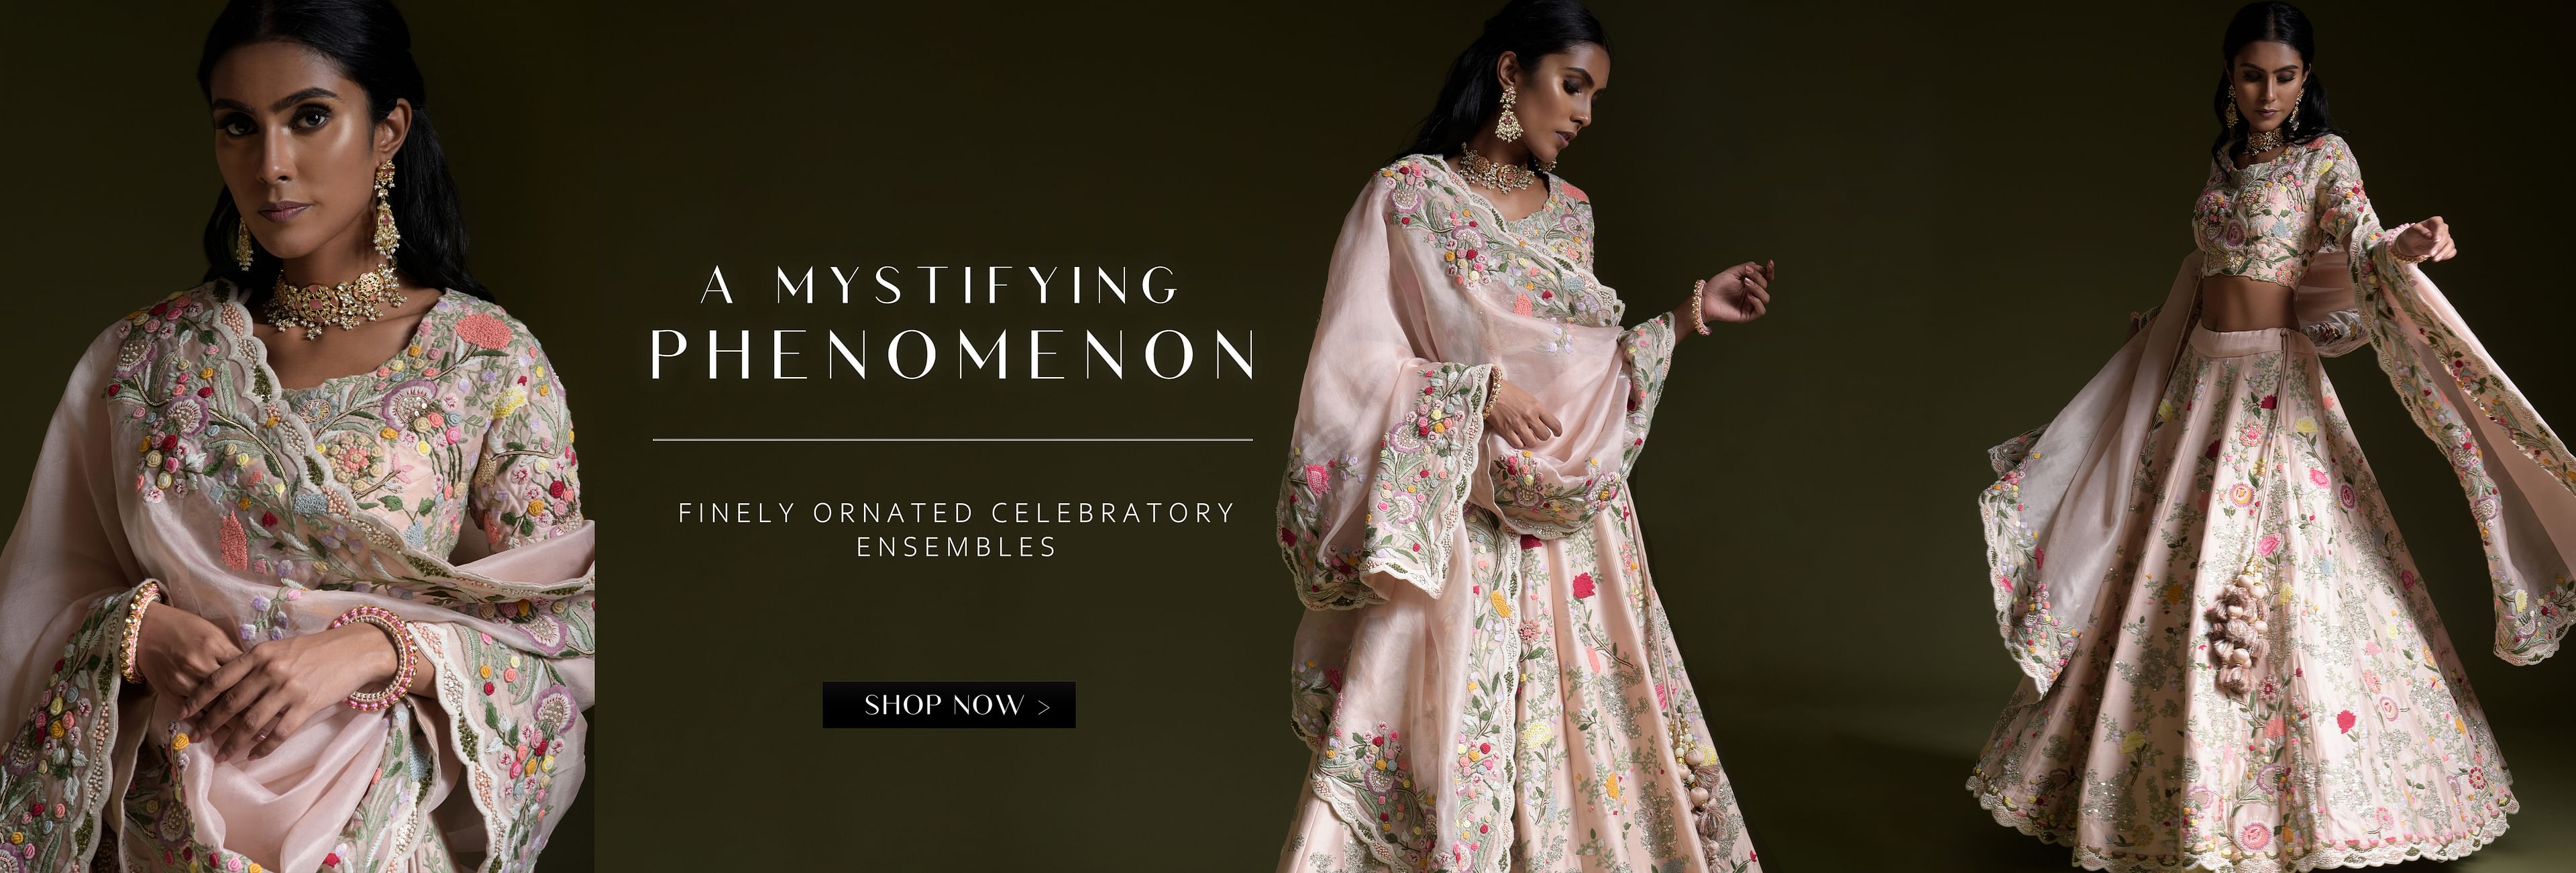 A MYSTIFYING
PHENOMENON
FINELY ORNATED CELEBRATORY
ENSEMBLES
SHOP NOW >